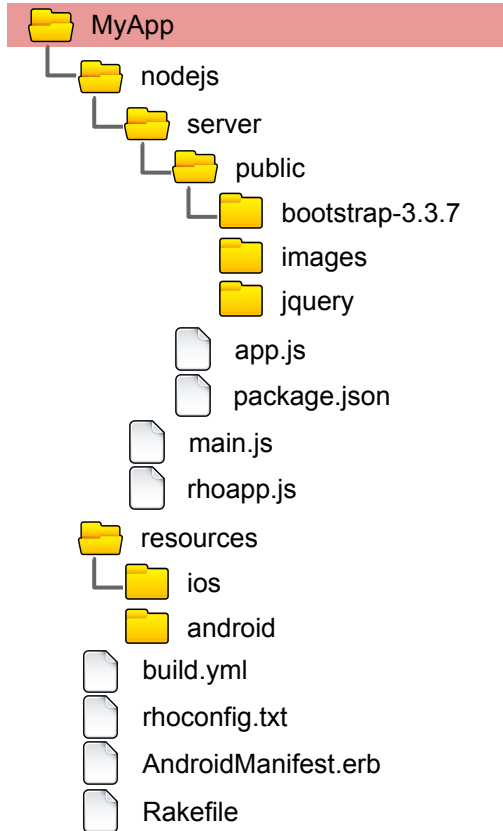 MyApp
nodejs
server
public
bootstrap-3.3.7
images
jquery
app.js
package.json
main.js
rhoapp.js
resources
ios
android
build.yml
rhoconfig.txt
AndroidManifest.erb
Rakefile